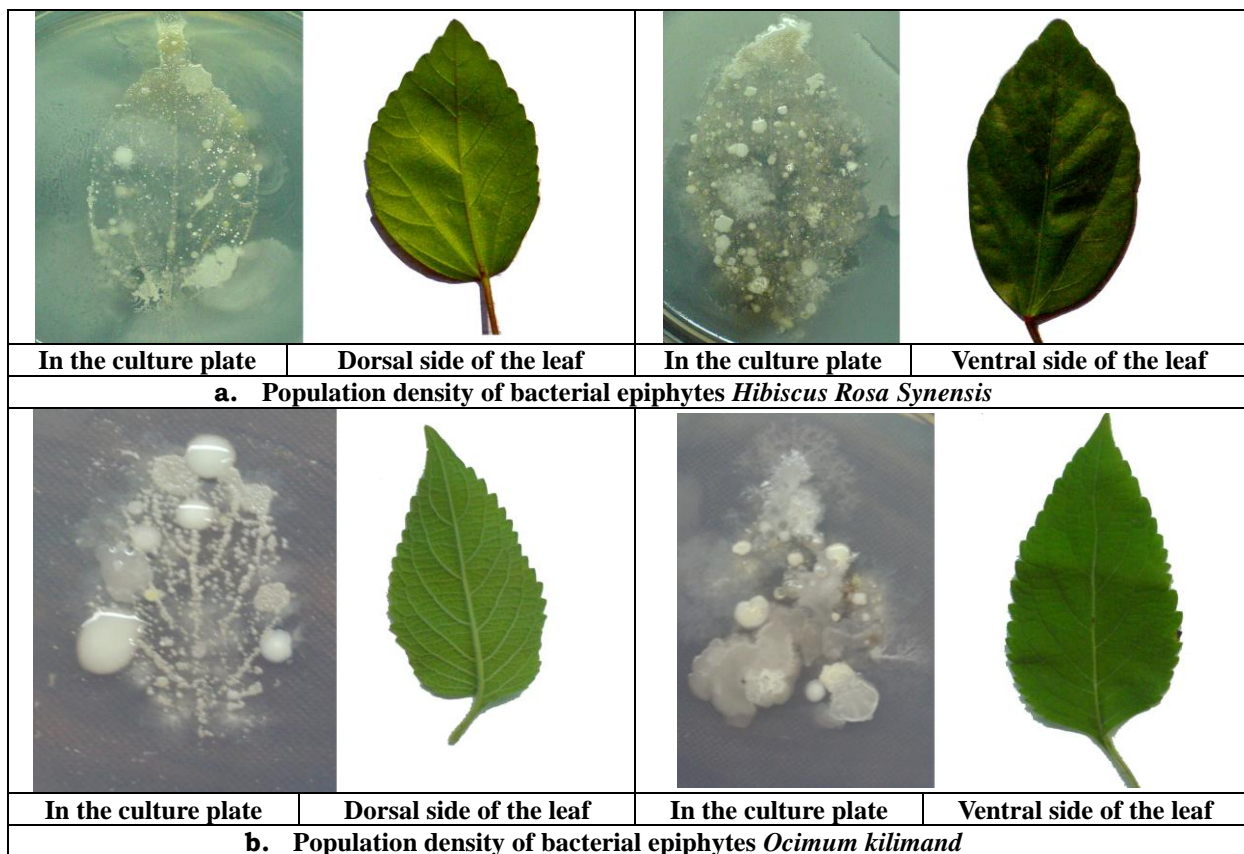 In the culture plate
Dorsal side of the leaf
In the culture plate
Ventral side of the leaf
a. Population density of bacterial epiphytes Hibiscus Rosa Synensis
In the culture plate
Dorsal side of the leaf
In the culture plate
Ventral side of the leaf
b. Population density of bacterial epiphytes Ocimum kilimand